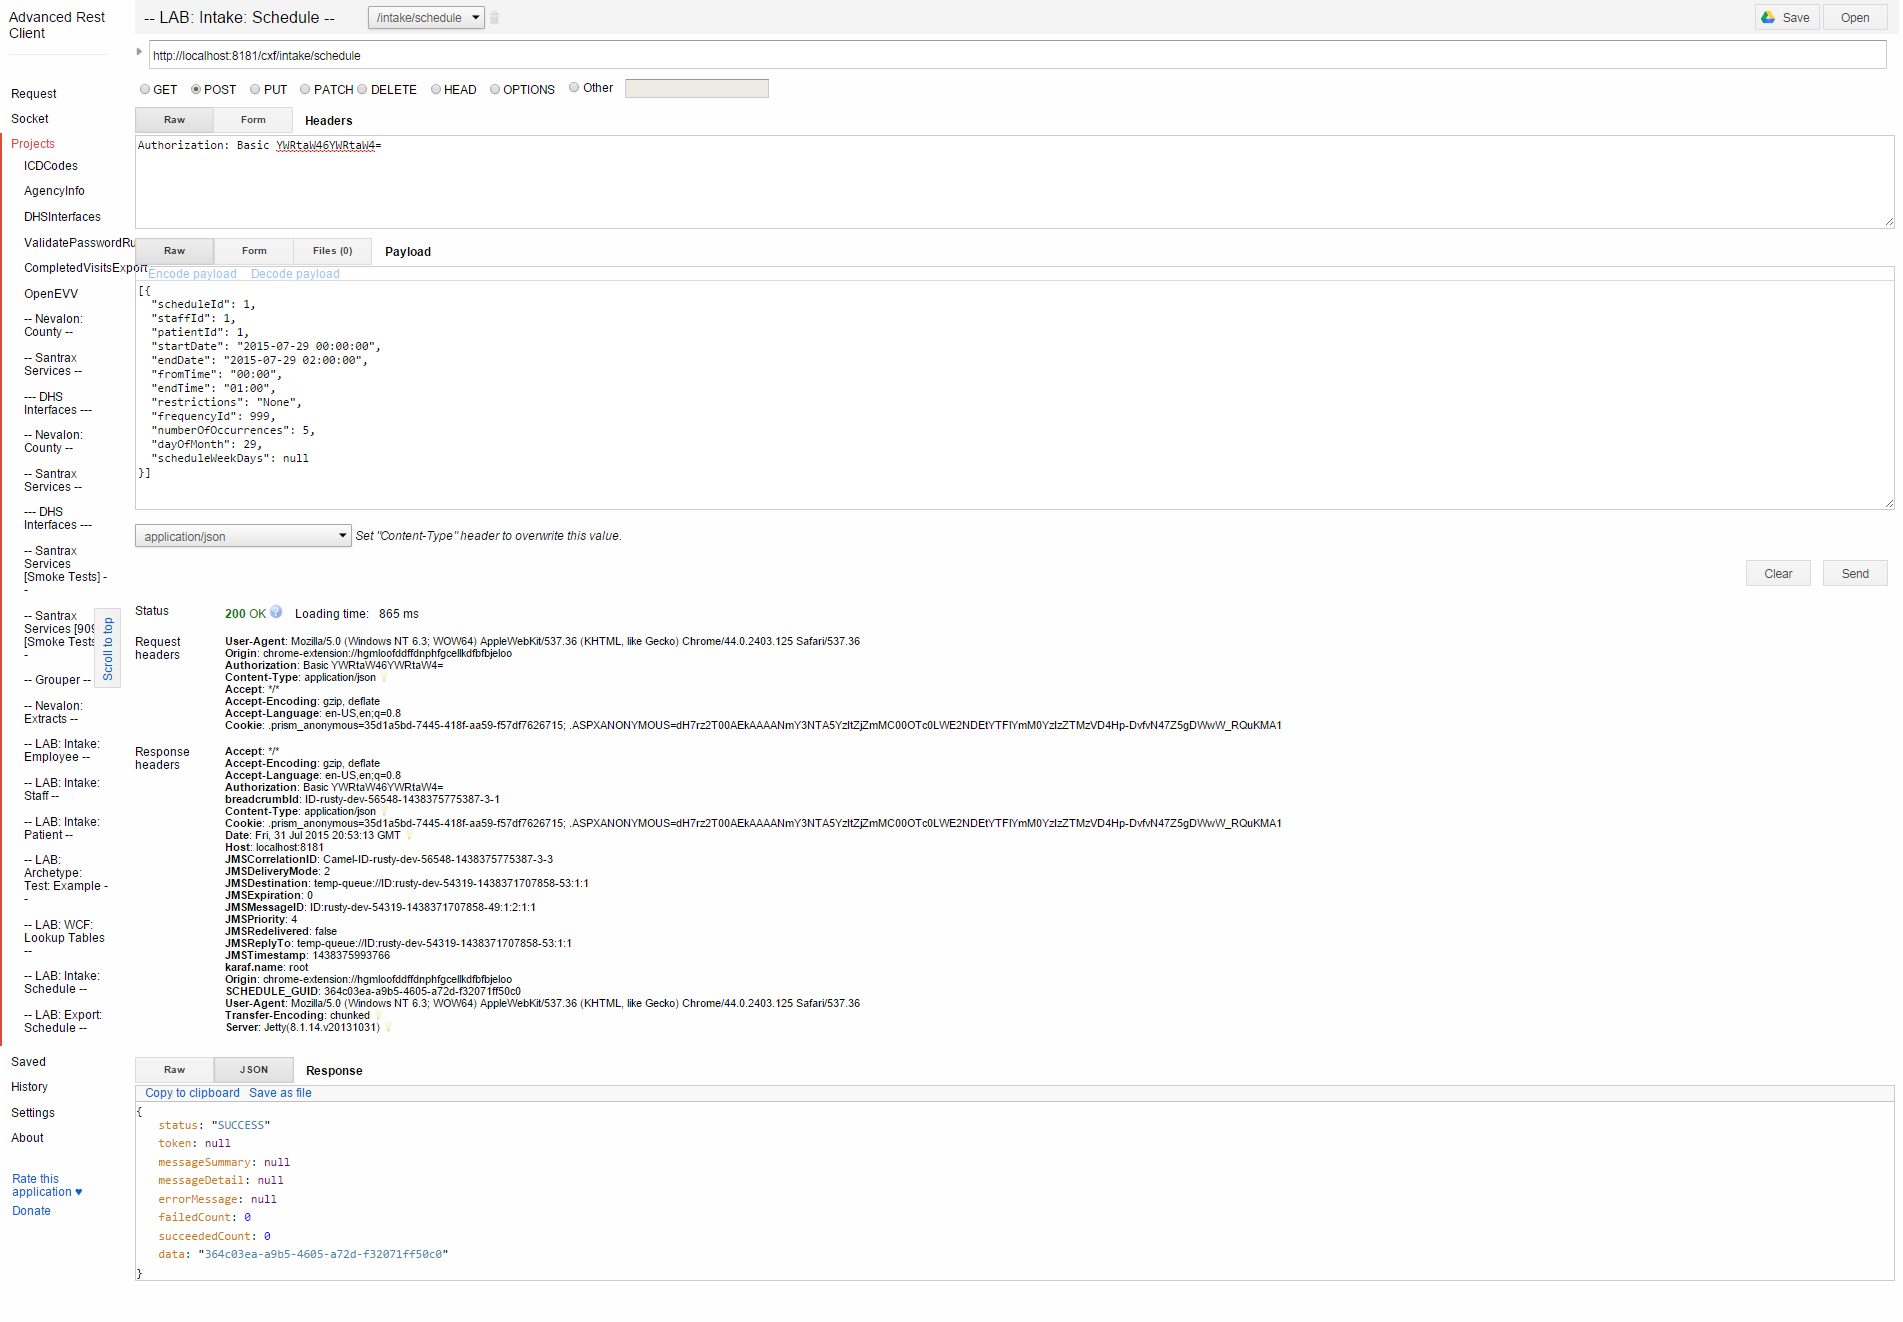 Advanced Rest
Client
Request
Socket
Projects
ICDCodes
AgencyInfo
DHSInterfaces
ValidatePasswordRu
CompletedVisitsExport
OpenEVV
-- Nevalon:
County --
-- Santrax
Services --
--- DHS
Interfaces ---
-- Nevalon:
County --
-- Santrax
Services --
--- DHS
Interfaces ---
-- Santrax
Services
[Smoke Tests] -
-
-- Santrax
Services [909
[Smoke Tests
-
-- Grouper --
-- Nevalon:
Extracts --
-- LAB: Intake:
Employee --
-- LAB: Intake:
Staff --
-- LAB: Intake:
Patient --
-- LAB:
Archetype:
Test: Example -
-
-- LAB: WCF:
Lookup Tables
--
-- LAB: Intake:
Schedule --
-- LAB: Export:
Schedule --
Saved
History
Settings
About
Rate this
application ♥
Donate
Scroll to top
-- LAB: Intake: Schedule -- /intake/schedule Save Open
http://localhost:8181/cxf/intake/schedule
GET POST PUT PATCH DELETE HEAD OPTIONS Other
Raw Form Headers
Authorization: Basic YWRtaW46YWRtaW4=
Raw Form Files (0) Payload
Encode payload Decode payload
[{
"scheduleId": 1,
"staffId": 1,
"patientId": 1,
"startDate": "2015-07-29 00:00:00",
"endDate": "2015-07-29 02:00:00",
"fromTime": "00:00",
"endTime": "01:00",
"restrictions": "None",
"frequencyId": 999,
"numberOfOccurrences": 5,
"dayOfMonth": 29,
"scheduleWeekDays": null
}]
application/json Set "Content-Type" header to overwrite this value.
Clear Send
Status 200 OK ? Loading time: 865 ms
Request
headers
User-Agent: Mozilla/5.0 (Windows NT 6.3; WOW64) AppleWebKit/537.36 (KHTML, like Gecko) Chrome/44.0.2403.125 Safari/537.36
Origin: chrome-extension://hgmloofddffdnphfgcellkdfbfbjeloo
Authorization: Basic YWRtaW46YWRtaW4=
Content-Type: application/json
Accept: */*
Accept-Encoding: gzip, deflate
Accept-Language: en-US,en;q=0.8
Cookie: .prism_anonymous=35d1a5bd-7445-418f-aa59-f57df7626715;
Response
headers
Accept: */*
Accept-Encoding: gzip, deflate
Accept-Language: en-US,en;q=0.8
Authorization: Basic YWRtaW46YWRtaW4=
breadcrumbId: ID-rusty-dev-56548-1438375775387-3-1
Content-Type: application/json
Cookie: .prism_anonymous=35d1a5bd-7445-418f-aa59-f57df7626715;
Date: Fri, 31 Jul 2015 20:53:13 GMT
Host: localhost:8181
JMSCorrelationID: Camel-ID-rusty-dev-56548-1438375775387-3-3
JMSDeliveryMode: 2
JMSDestination: temp-queue://ID:rusty-dev-54319-1438371707858-53:1:1
JMSExpiration: 0
JMSMessageID: ID:rusty-dev-54319-1438371707858-49:1:2:1:1
JMSPriority: 4
JMSRedelivered: false
JMSReplyTo: temp-queue://ID:rusty-dev-54319-1438371707858-53:1:1
JMSTimestamp: 1438375993766
karaf.name: root
Origin: chrome-extension://hgmloofddffdnphfgcellkdfbfbjeloo
SCHEDULE_GUID: 364c03ea-a9b5-4605-a72d-f32071ff50c0
User-Agent: Mozilla/5.0 (Windows NT 6.3; WOW64) AppleWebKit/537.36 (KHTML, like Gecko) Chrome/44.0.2403.125 Safari/537.36
Transfer-Encoding: chunked
Server: Jetty(8.1.14.v20131031)
Raw JSON Response
Copy to clipboard Save as file
{
status: "SUCCESS"
token: null
messageSummary: null
messageDetail: null
errorMessage: null
failedCount: 0
succeededCount: 0
data: "364c03ea-a9b5-4605-a72d-f32071ff50c0"
}